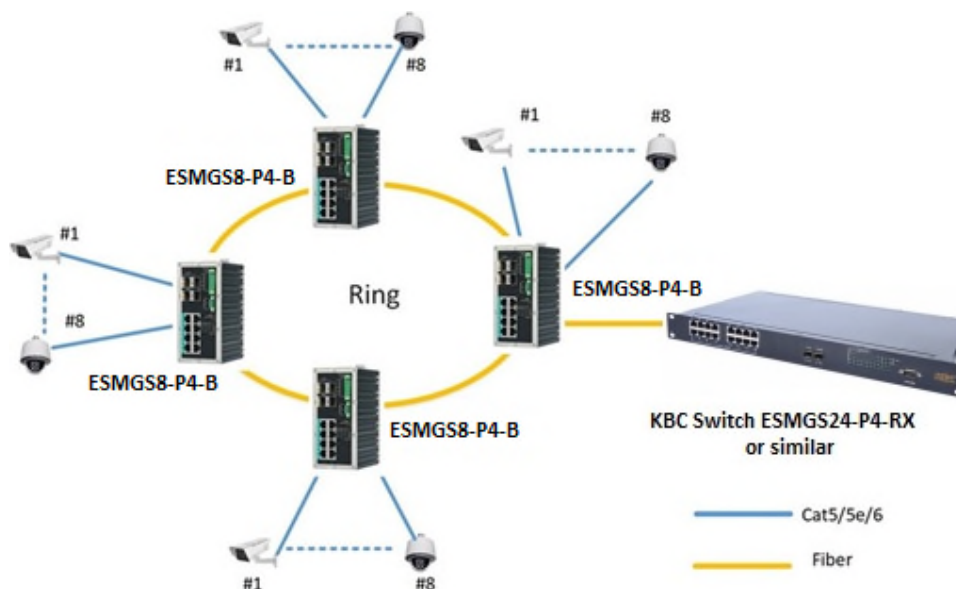 #1
#8
ESMGS8-P4-B
#1
#8
#1
Ring
ESMGS8-P4-B
#8
ESMGS8-P4-B
ESMGS8-P4-B
KBC Switch ESMGS24-P4-RX
or similar
Cat5/5e/6
#1
#8
Fiber